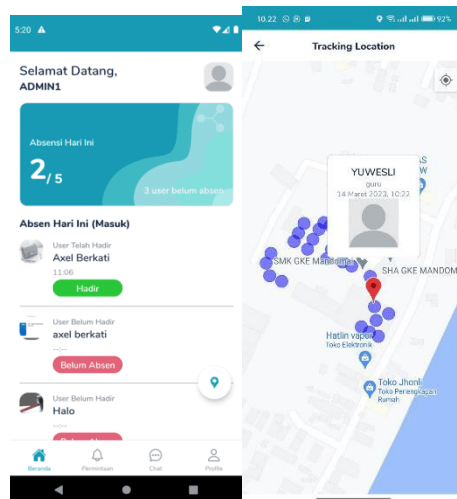 5:20
Selamat Datang,
ADMIN1
Absensi Hari Ini
2/ 5
3 user belum absen
Absen Hari Ini (Masuk)
User Telah Hadir
Axel Berkati
11:06
Hadir
User Belum Hadir
axel berkati
--:--
Belum Absen
User Belum Hadir
Halo
--:--
Beranda
Permintaan
Chat
Profile
10.22
92%
Tracking Location
YUWESLI
guru
14 Maret 2023, 10:22
SMK GKE Mandomai
SHA GKE MANDOM
Hatlin vapor
Toko Elektronik
Toko Jhonli
Toko Perlengkapan
Rumah